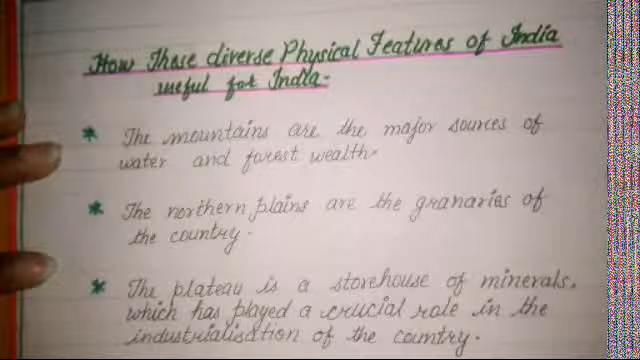 How These diverse Physical Features of India
useful for India-
* The mountains are the major sources of
water and forest wealth.
* The northern plains are the granaries of
the country.
* The plateau is a storehouse of minerals,
which has played a crucial role in the
industrialisation of the country.